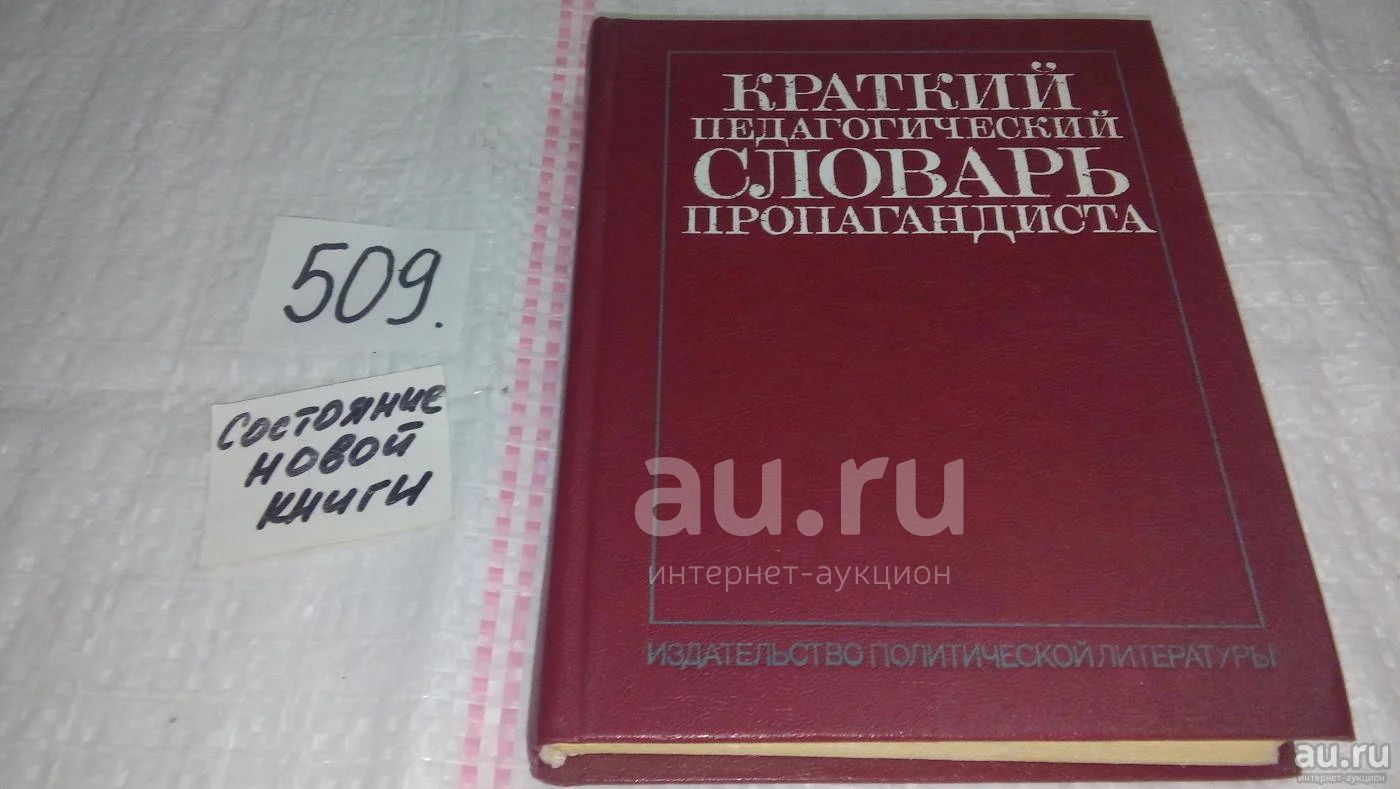 КРАТКИЙ
ПЕДАГОГИЧЕСКИЙ
СЛОВАРЬ
ПРОПАГАНДИСТА
509.
Состояние
новой
книги
au.ru
интернет-аукцион
ИЗДАТЕЛЬСТВО ПОЛИТИЧЕСКОЙ ЛИТЕРАТУРЫ
au.ru
интернет-аукцион